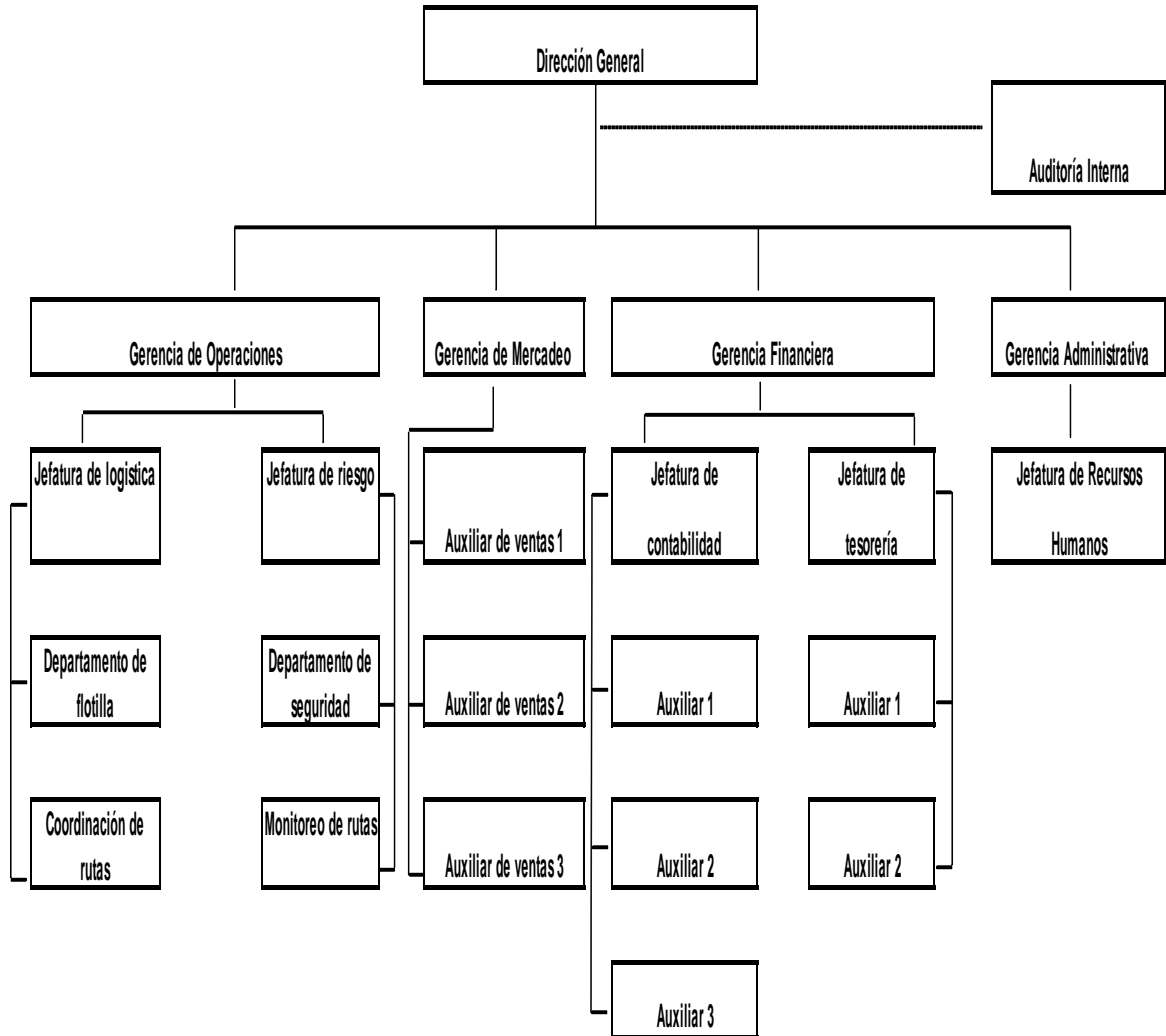 Dirección General
Auditoría Interna
Gerencia de Operaciones
Gerencia de Mercadeo
Gerencia Financiera
Gerencia Administrativa
Jefatura de logística
Jefatura de riesgo
Auxiliar de ventas 1
Jefatura de
contabilidad
Jefatura de
tesorería
Jefatura de Recursos
Humanos
Departamento de
flotilla
Departamento de
seguridad
Auxiliar de ventas 2
Auxiliar 1
Auxiliar 1
Coordinación de
rutas
Monitoreo de rutas
Auxiliar de ventas 3
Auxiliar 2
Auxiliar 2
Auxiliar 3